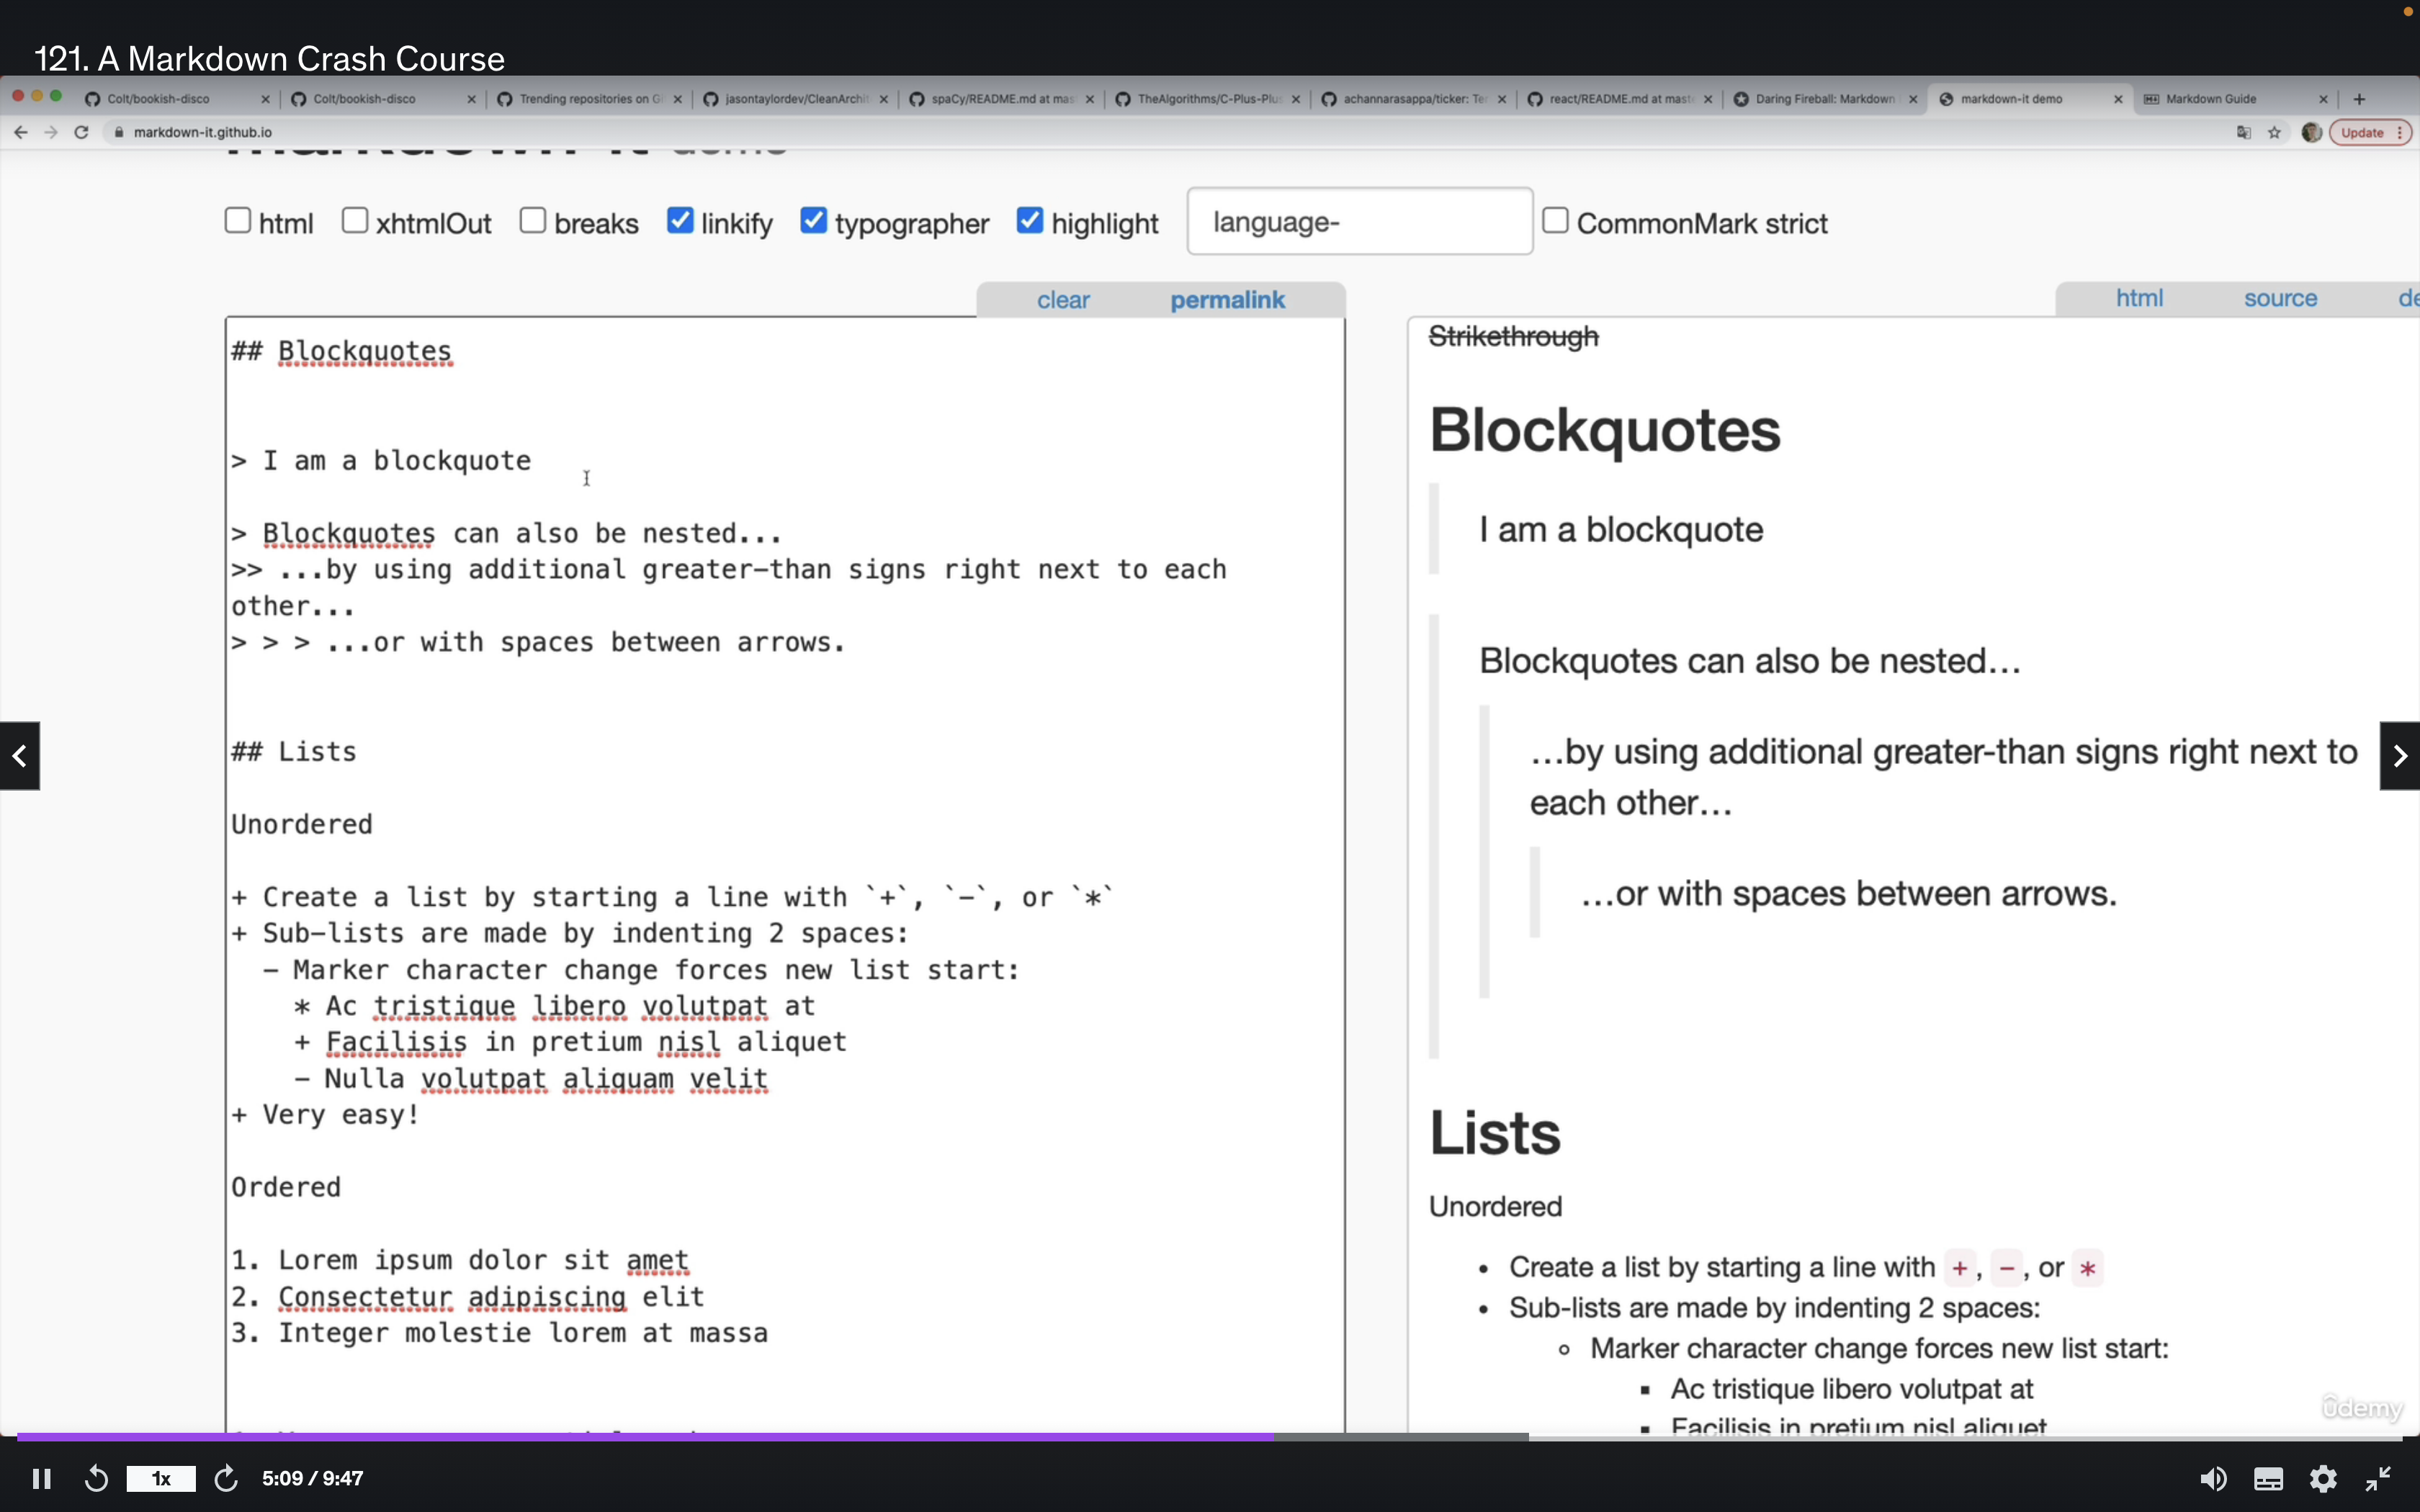 121. A Markdown Crash Course
Colt/bookish-disco
Colt/bookish-disco
Trending repositories on Gi
jasontaylordev/CleanArchit
spaCy/README.md at mas
TheAlgorithms/C-Plus-Plus
achannarasappa/ticker: Ter
react/README.md at mast
Daring Fireball: Markdown
markdown-it demo
Markdown Guide
markdown-it.github.io
Update
markdown-it demo
html xhtmlOut breaks linkify typographer highlight language- CommonMark strict
clear permalink
html source de
## Blockquotes
> I am a blockquote
> Blockquotes can also be nested...
>> ...by using additional greater-than signs right next to each
other...
> > > ...or with spaces between arrows.
## Lists
Unordered
+ Create a list by starting a line with `+`, `-`, or `*`
+ Sub-lists are made by indenting 2 spaces:
- Marker character change forces new list start:
* Ac tristique libero volutpat at
+ Facilisis in pretium nisl aliquet
- Nulla volutpat aliquam velit
+ Very easy!
Ordered
1. Lorem ipsum dolor sit amet
2. Consectetur adipiscing elit
3. Integer molestie lorem at massa
Strikethrough
Blockquotes
I am a blockquote
Blockquotes can also be nested…
…by using additional greater-than signs right next to
each other…
…or with spaces between arrows.
Lists
Unordered
• Create a list by starting a line with + , - , or *
• Sub-lists are made by indenting 2 spaces:
◦ Marker character change forces new list start:
▪ Ac tristique libero volutpat at
▪ Facilisis in pretium nisl aliquet
ûdemy
1x
5:09 / 9:47